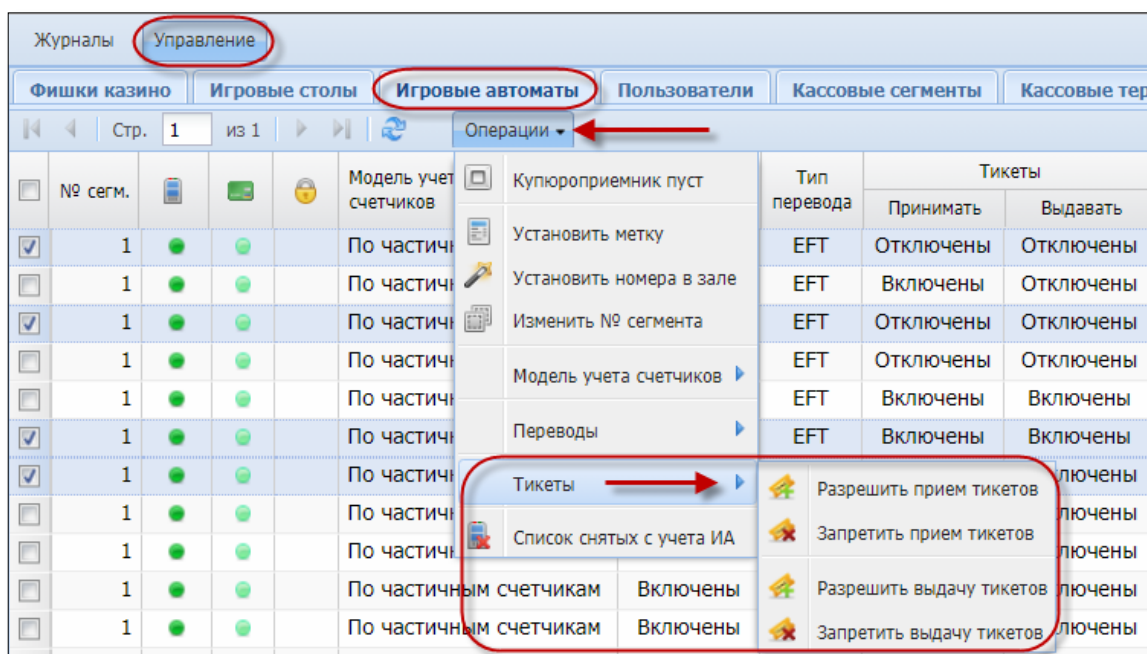 Журналы Управление
Фишки казино Игровые столы Игровые автоматы Пользователи Кассовые сегменты Кассовые тер
Стр. 1 из 1 Операции
№ сегм. Модель учет счетчиков Тип перевода Тикеты
Принимать Выдавать
Купюроприемник пуст
Установить метку
Установить номера в зале
Изменить № сегмента
Модель учета счетчиков
Переводы
Тикеты
Список снятых с учета ИА
Разрешить прием тикетов
Запретить прием тикетов
Разрешить выдачу тикетов
Запретить выдачу тикетов
1 По частичн EFT Отключены Отключены
1 По частичн EFT Включены Отключены
1 По частичн EFT Отключены Отключены
1 По частичн EFT Отключены Отключены
1 По частичн EFT Включены Включены
1 По частичн EFT Включены Включены
1 По частичн
1 По частичн
1 По частичн
1 По частичным счетчикам Включены
1 По частичным счетчикам Включены